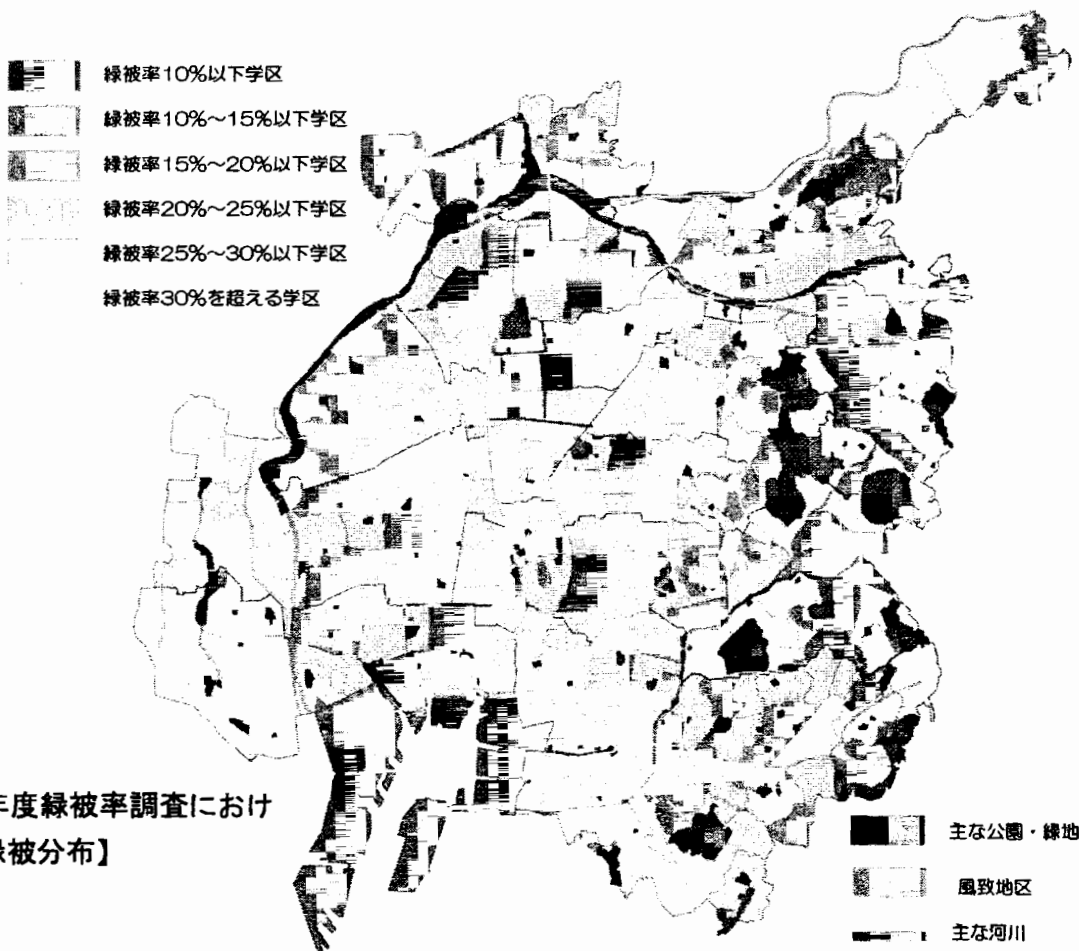 緑被率10%以下学区
緑被率10%～15%以下学区
緑被率15%～20%以下学区
緑被率20%～25%以下学区
緑被率25%～30%以下学区
緑被率30%を超える学区
年度緑被率調査におけ
緑被分布】
主な公園・緑地
風致地区
主な河川